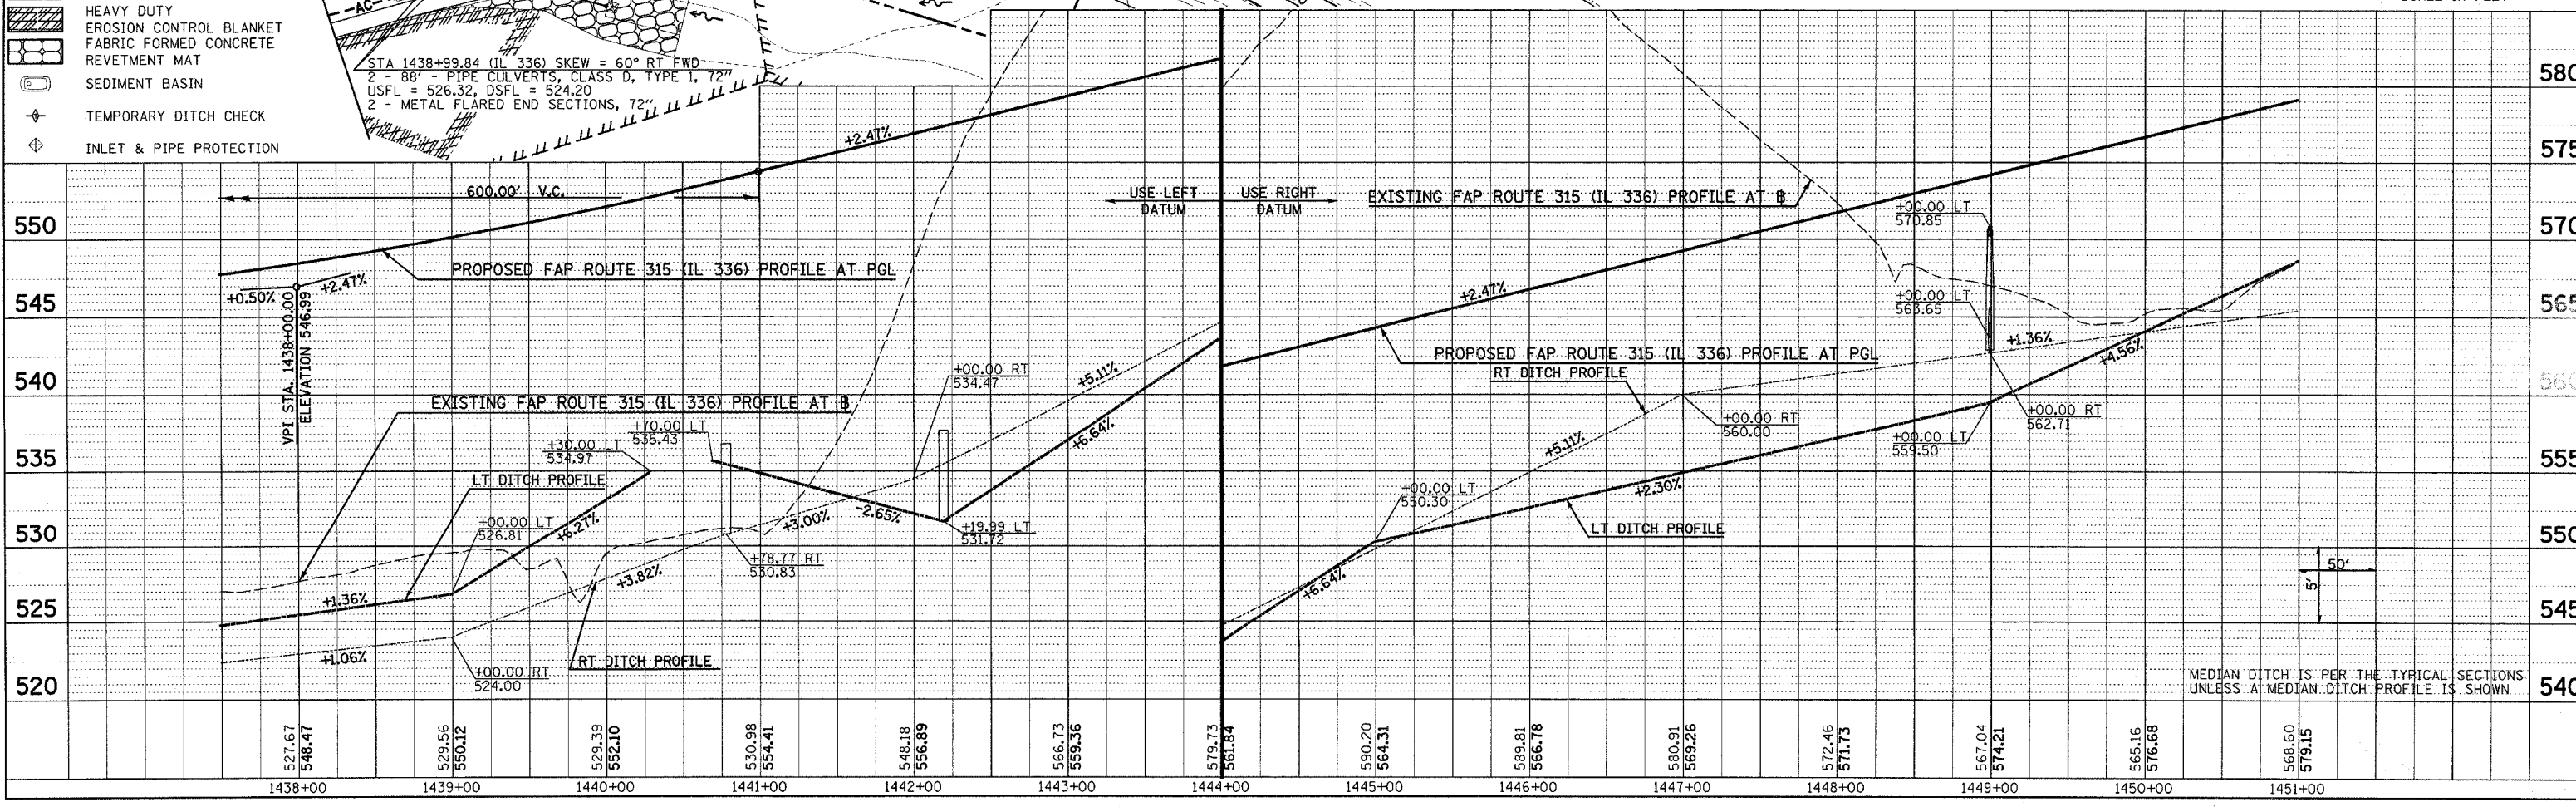 HEAVY DUTY
EROSION CONTROL BLANKET
FABRIC FORMED CONCRETE
REVETMENT MAT
SEDIMENT BASIN
TEMPORARY DITCH CHECK
INLET & PIPE PROTECTION
AC
STA 1438+99.84 (IL 336) SKEW = 60° RT FWD
2 - 88' - PIPE CULVERTS, CLASS D, TYPE 1, 72"
USFL = 526.32, DSFL = 524.20
2 - METAL FLARED END SECTIONS, 72"
600.00' V.C.
+2.47%
USE LEFT DATUM
USE RIGHT DATUM
EXISTING FAP ROUTE 315 (IL 336) PROFILE AT
PROPOSED FAP ROUTE 315 (IL 336) PROFILE AT PGL
+0.50%
+2.47%
VPI STA. 1438+00.00
ELEVATION 546.99
EXISTING FAP ROUTE 315 (IL 336) PROFILE AT
+00.00 LT
570.85
+00.00 LT
563.65
+2.47%
PROPOSED FAP ROUTE 315 (IL 336) PROFILE AT PGL
RT DITCH PROFILE
+1.36%
+4.56%
+00.00 RT
534.47
+5.11%
+6.64%
+70.00 LT
535.43
+30.00 LT
534.97
LT DITCH PROFILE
+00.00 LT
526.81
+6.27%
+3.00%
-2.65%
+19.99 LT
531.72
+78.77 RT
530.83
+3.82%
+1.36%
+1.06%
+00.00 RT
524.00
RT DITCH PROFILE
+00.00 RT
560.00
+00.00 RT
562.71
+00.00 LT
559.50
+5.11%
+00.00 LT
550.30
+2.30%
LT DITCH PROFILE
+6.64%
50'
5'
MEDIAN DITCH IS PER THE TYPICAL SECTIONS
UNLESS A MEDIAN DITCH PROFILE IS SHOWN
550
545
540
535
530
525
520
580
575
570
565
560
555
550
545
540
527.67 548.47
529.56 550.12
529.39 552.10
530.98 554.41
548.18 556.89
566.73 559.36
579.73 561.84
590.20 564.31
589.81 566.78
580.91 569.26
572.46 571.73
567.04 574.21
565.16 576.68
568.60 579.15
1438+00 1439+00 1440+00 1441+00 1442+00 1443+00 1444+00 1445+00 1446+00 1447+00 1448+00 1449+00 1450+00 1451+00